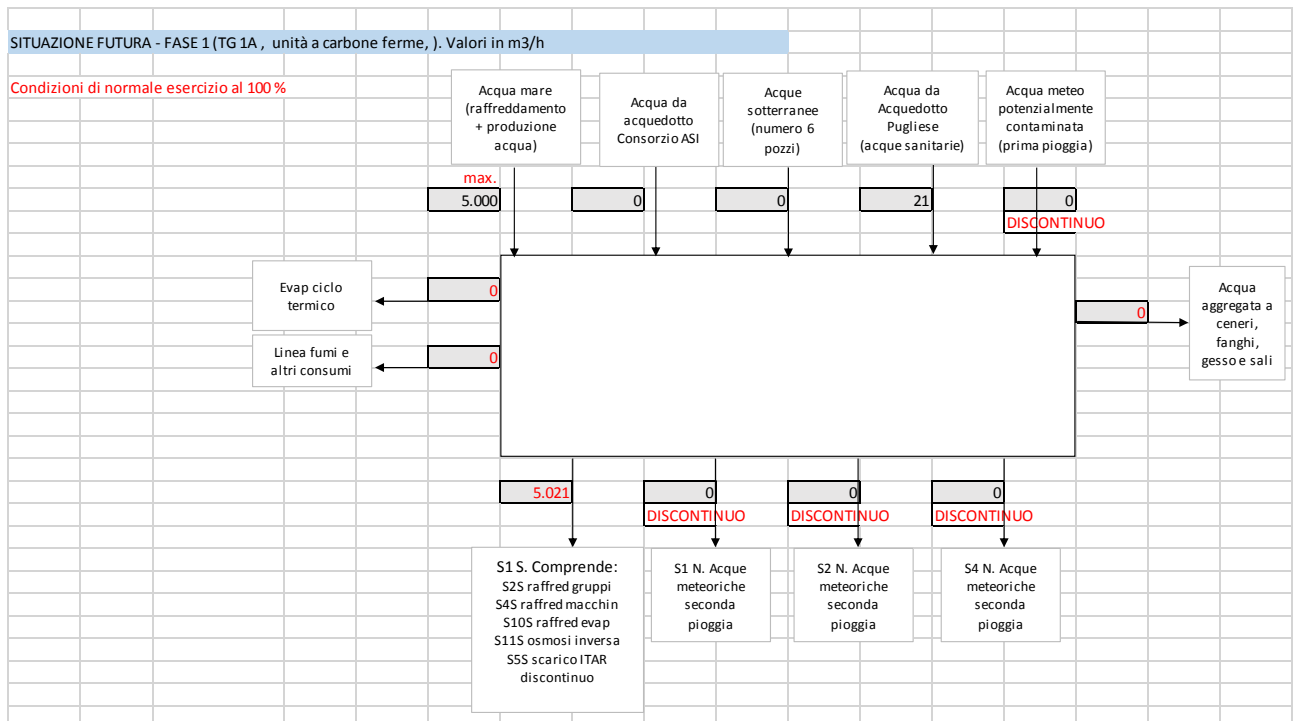 SITUAZIONE FUTURA - FASE 1 (TG 1A , unità a carbone ferme, ). Valori in m3/h
Condizioni di normale esercizio al 100 %
Acqua mare
(raffreddamento
+ produzione
acqua)
Acqua da
acquedotto
Consorzio ASI
Acque
sotterranee
(numero 6
pozzi)
Acqua da
Acquedotto
Pugliese
(acque sanitarie)
Acqua meteo
potenzialmente
contaminata
(prima pioggia)
max.
5.000
0
0
21
0
DISCONTINUO
Evap ciclo
termico
0
Linea fumi e
altri consumi
0
0
Acqua
aggregata a
ceneri,
fanghi,
gesso e sali
5.021
0
0
0
DISCONTINUO
DISCONTINUO
DISCONTINUO
S1 S. Comprende:
S2S raffred gruppi
S4S raffred macchin
S10S raffred evap
S11S osmosi inversa
S5S scarico ITAR
discontinuo
S1 N. Acque
meteoriche
seconda
pioggia
S2 N. Acque
meteoriche
seconda
pioggia
S4 N. Acque
meteoriche
seconda
pioggia